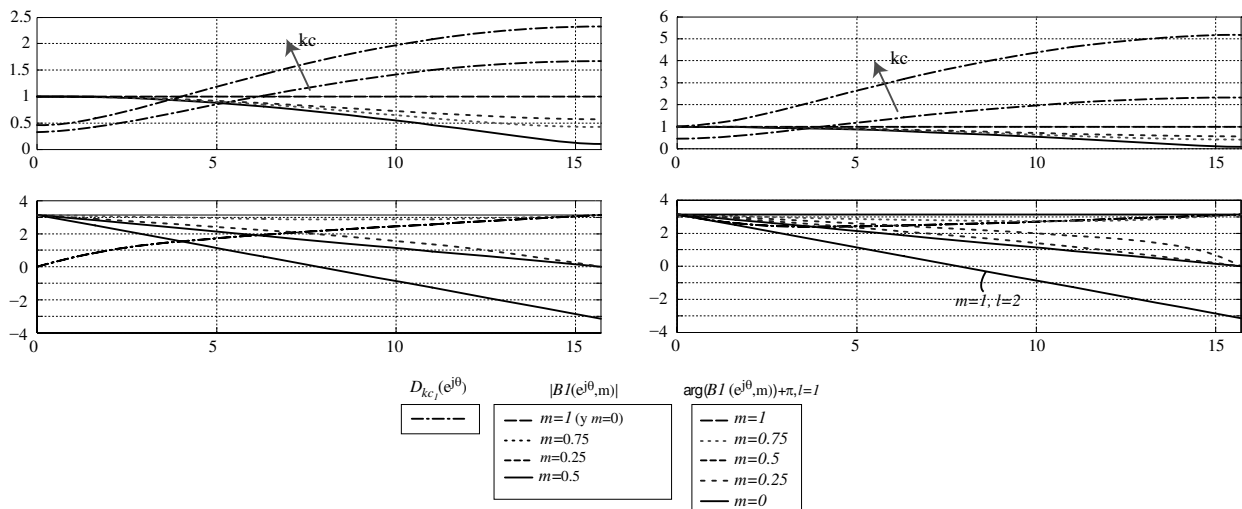 2.5
2
1.5
1
0.5
0
kc
0
5
10
15
6
5
4
3
2
1
0
kc
0
5
10
15
4
2
0
−2
−4
0
5
10
15
4
2
0
−2
−4
m=1, l=2
0
5
10
15
D_kc₁(e^jθ)
|B1(e^jθ,m)|
m=1 (y m=0)
m=0.75
m=0.25
m=0.5
arg(B1 (e^jθ,m))+π,l=1
m=1
m=0.75
m=0.5
m=0.25
m=0